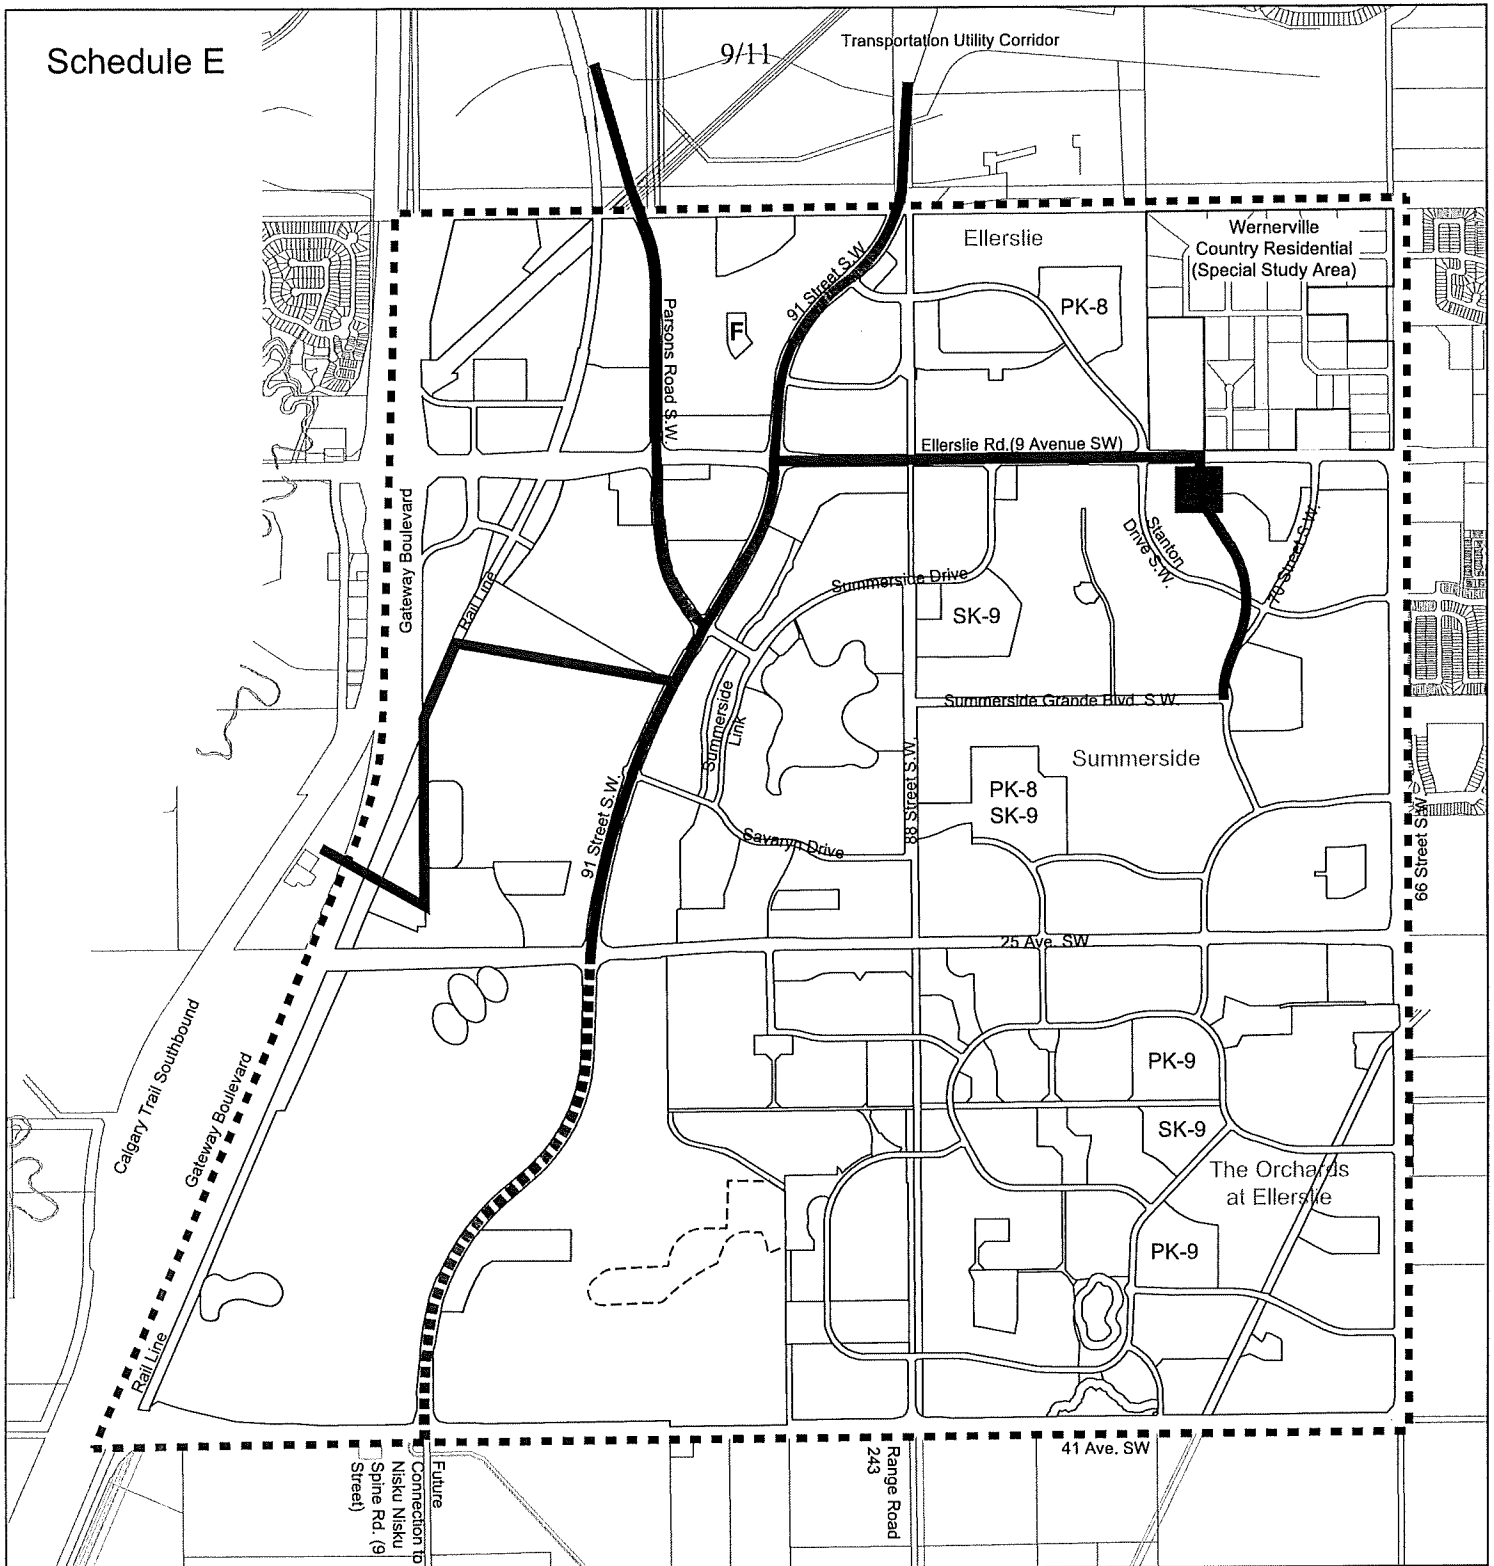 Schedule E
9/11
Transportation Utility Corridor
Ellerslie
Wernerville
Country Residential
(Special Study Area)
PK-8
91 Street S.W.
Parsons Road S.W.
F
Ellerslie Rd.(9 Avenue SW)
Gateway Boulevard
Rail Line
Stanton
Drive S.W.
70 Street S.W.
Summerside Drive
SK-9
Summerside
Link
Summerside Grande Blvd. S.W.
Summerside
88 Street S.W.
PK-8
SK-9
91 Street S.W.
Savaryn Drive
66 Street S.W
25 Ave. SW
Calgary Trail Southbound
Gateway Boulevard
PK-9
SK-9
The Orchards
at Ellerslie
PK-9
Rail Line
41 Ave. SW
Future
Connection to
Nisku Nisku
Spine Rd. (9
Street)
Range Road
243